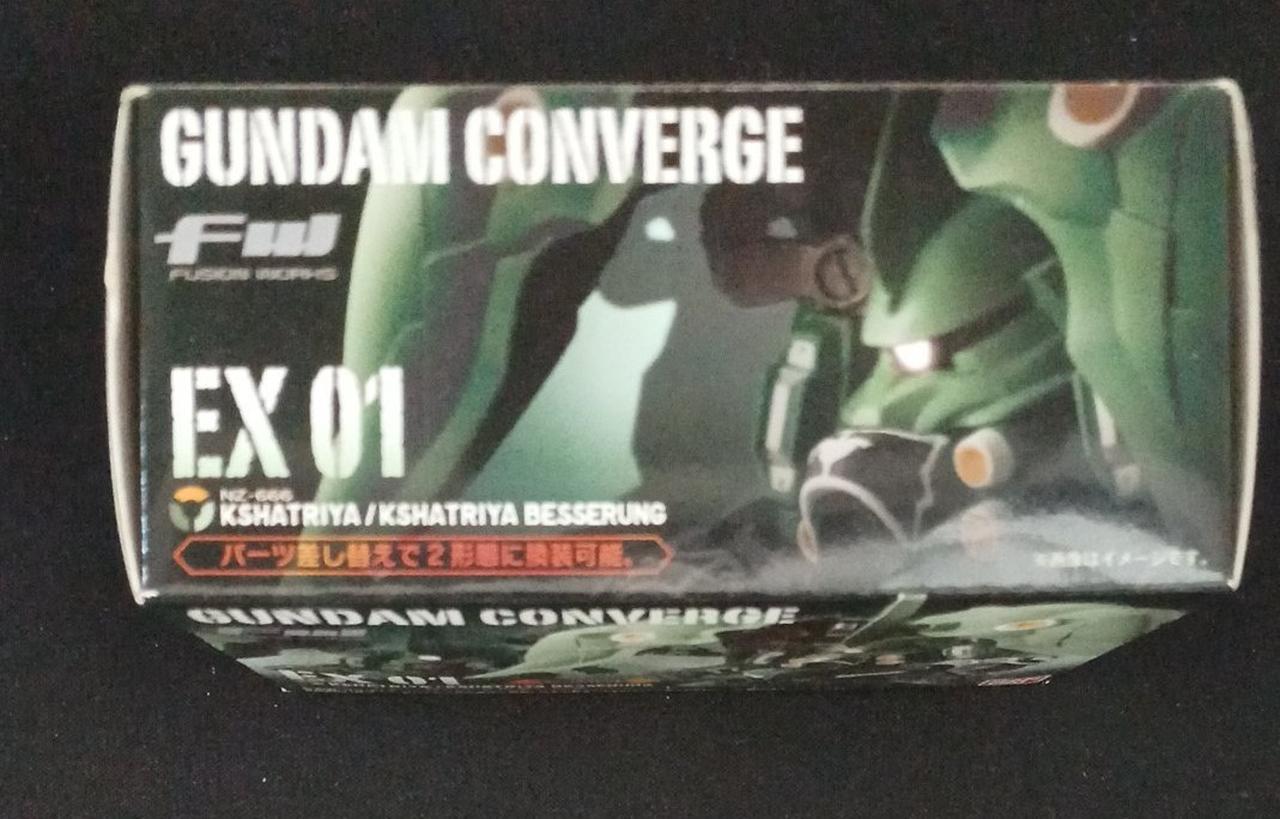 GUNDAM CONVERGE
FW
FUSION WORKS
EX 01
NZ-666
KSHATRIYA / KSHATRIYA BESSERUNG
パーツ差し替えで2形態に換装可能。
※画像はイメージです。
GUNDAM CONVERGE
EX 01